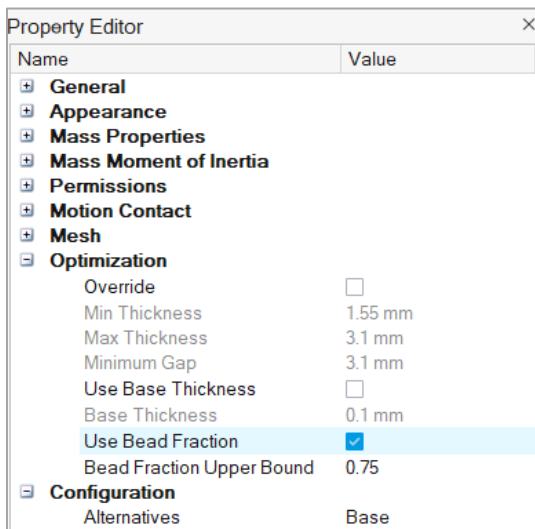 Property Editor
Name Value
General
Appearance
Mass Properties
Mass Moment of Inertia
Permissions
Motion Contact
Mesh
Optimization
Override
Min Thickness 1.55 mm
Max Thickness 3.1 mm
Minimum Gap 3.1 mm
Use Base Thickness
Base Thickness 0.1 mm
Use Bead Fraction
Bead Fraction Upper Bound 0.75
Configuration
Alternatives Base